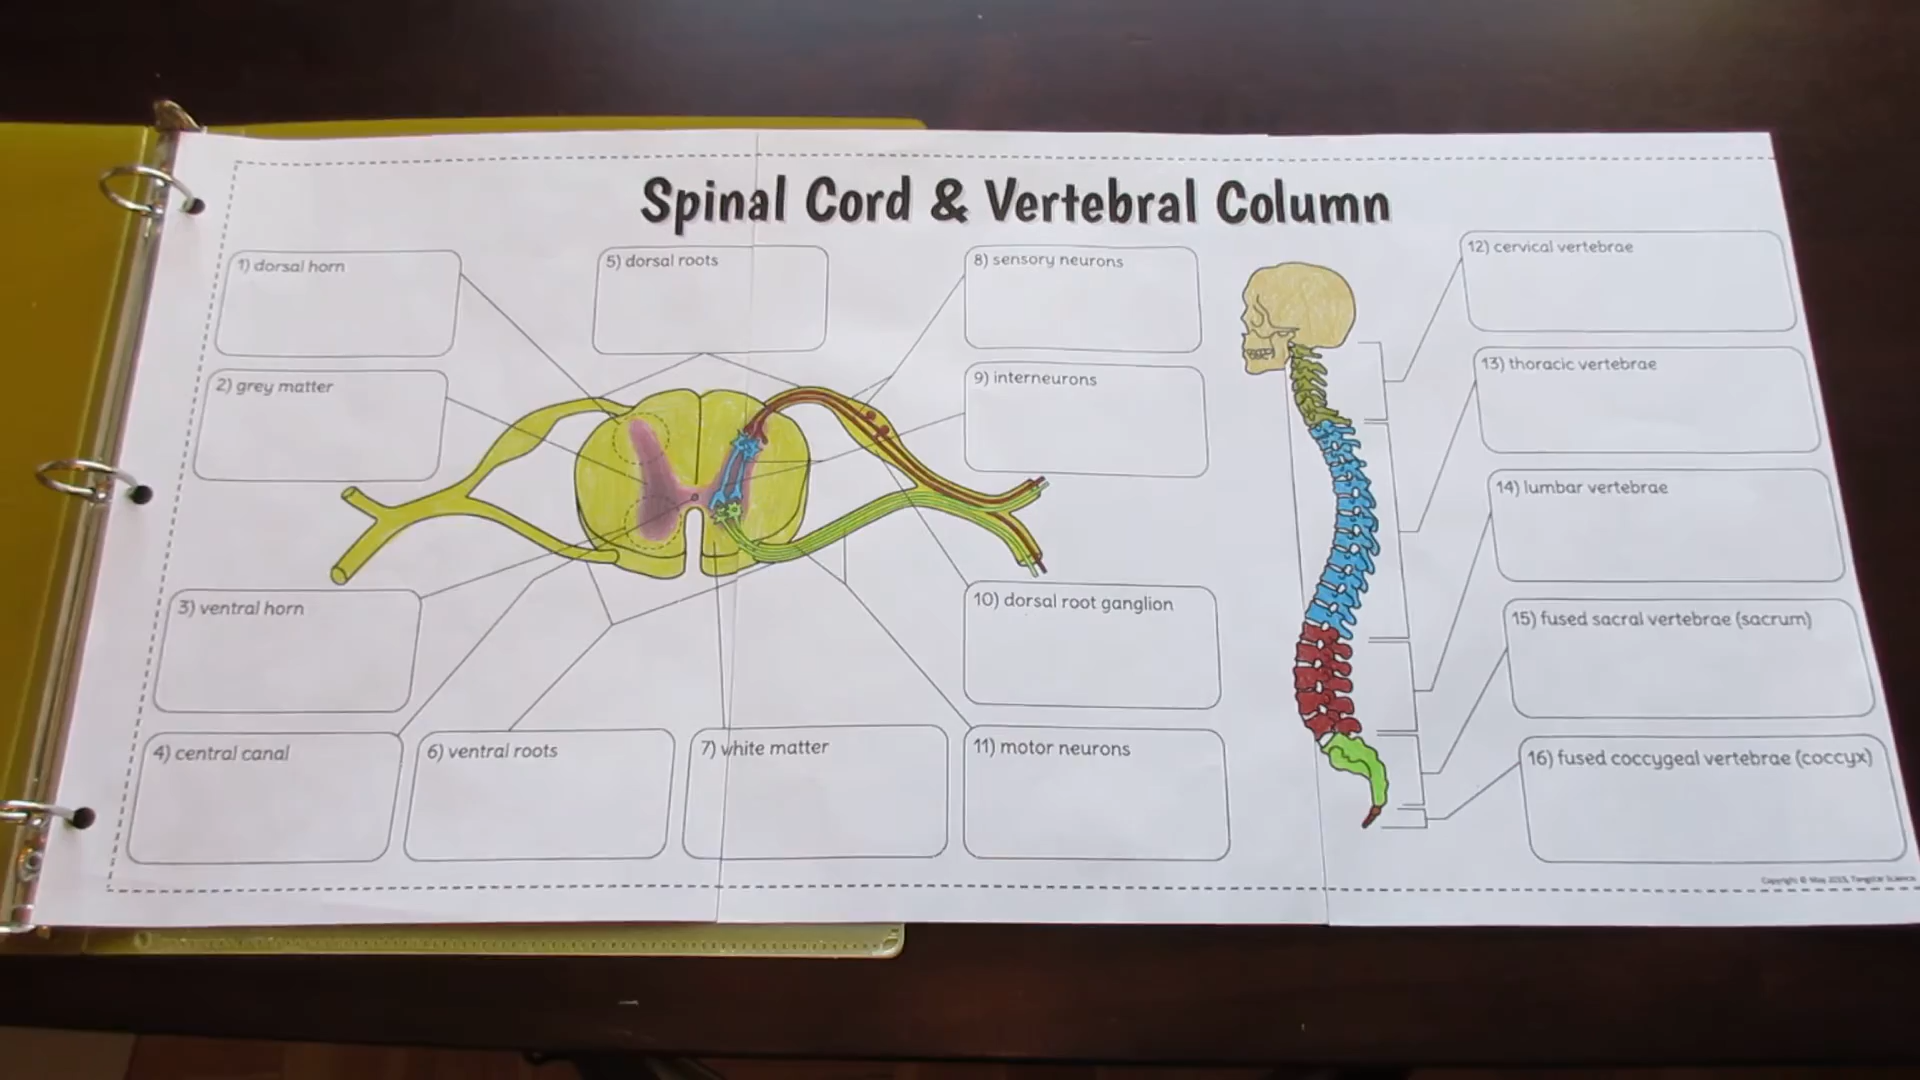 Spinal Cord & Vertebral Column
1) dorsal horn
2) grey matter
3) ventral horn
4) central canal
5) dorsal roots
6) ventral roots
7) white matter
8) sensory neurons
9) interneurons
10) dorsal root ganglion
11) motor neurons
12) cervical vertebrae
13) thoracic vertebrae
14) lumbar vertebrae
15) fused sacral vertebrae (sacrum)
16) fused coccygeal vertebrae (coccyx)
Copyright © May